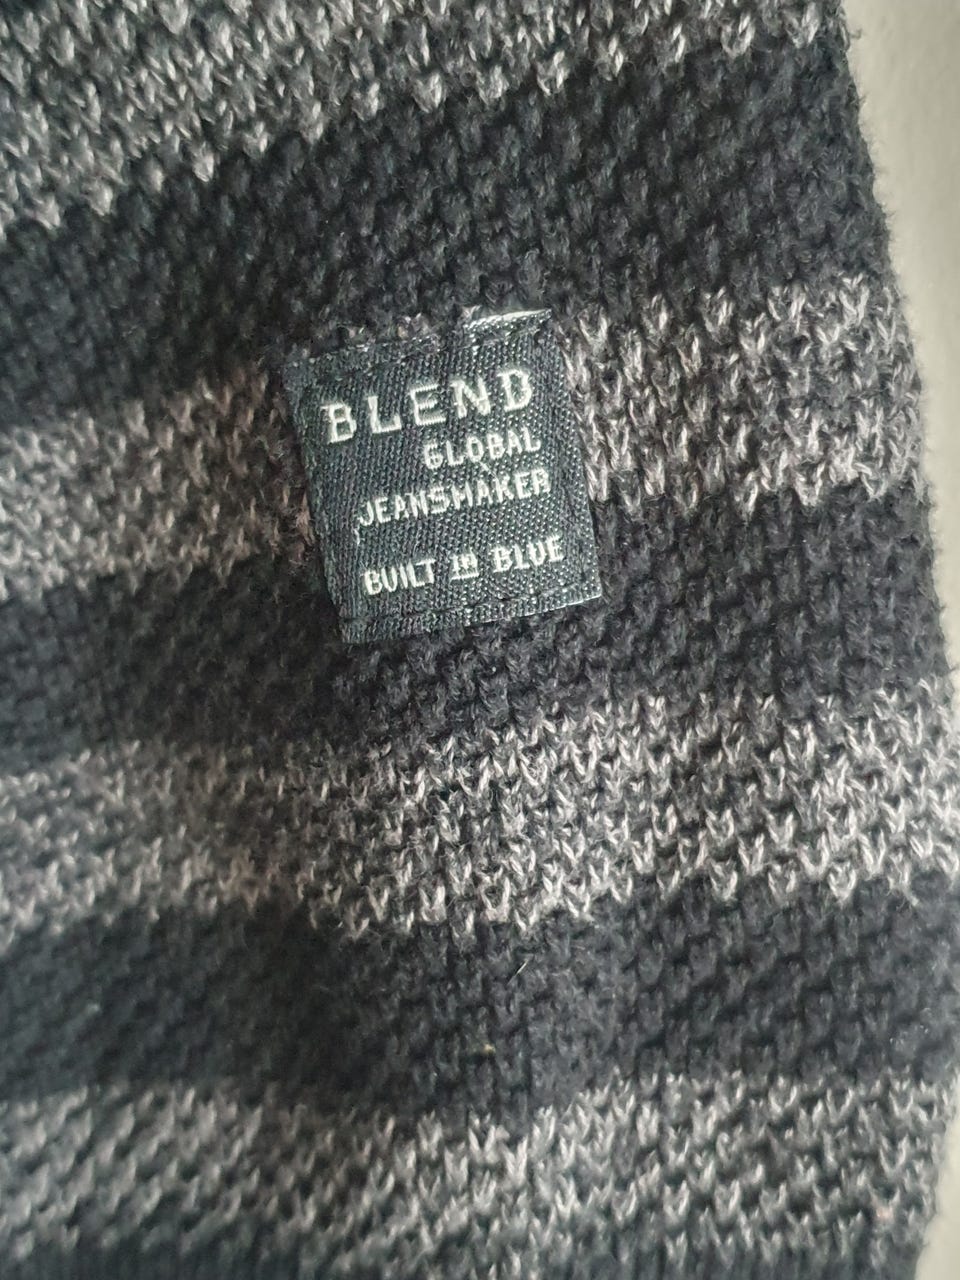 BLEND
GLOBAL
JEANSMAKER
BUILT IN BLUE